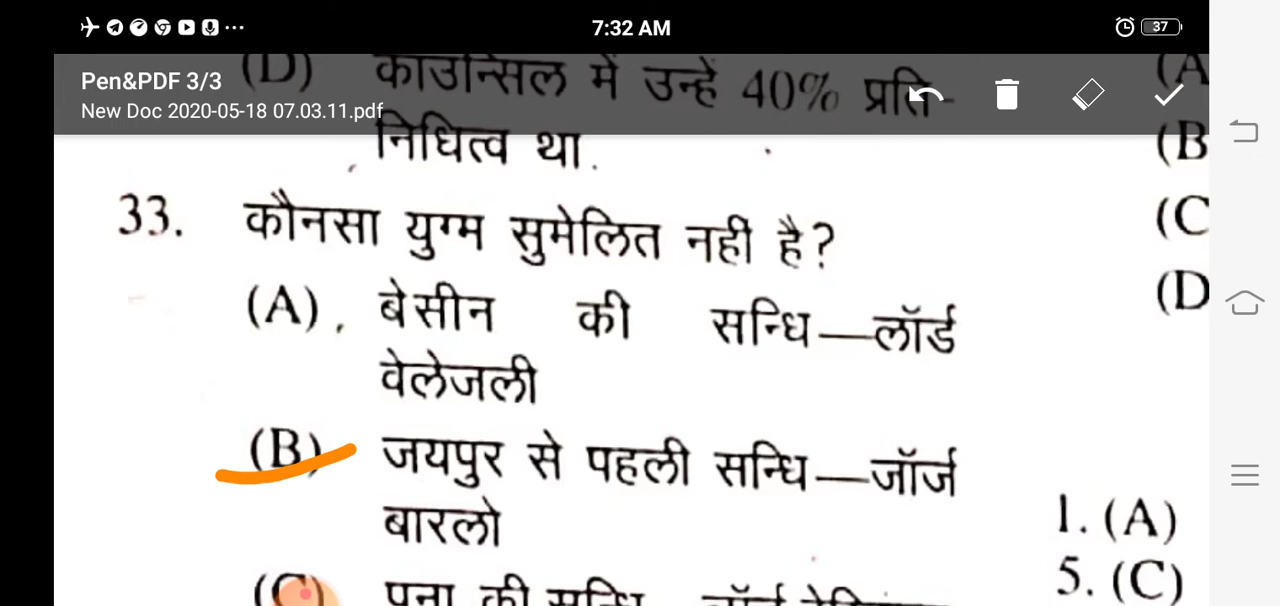 7:32 AM
37
Pen&PDF 3/3
New Doc 2020-05-18 07.03.11.pdf
(D) काउन्सिल में उन्हें 40% प्रति-
निधित्व था.
33. कौनसा युग्म सुमेलित नहीं है?
(A) बेसीन की सन्धि—लॉर्ड
वेलेजली
(B) जयपुर से पहली सन्धि—जॉर्ज
बारलो
(C) पूना की सन्धि
(A
(B
(C
(D
1. (A)
5. (C)